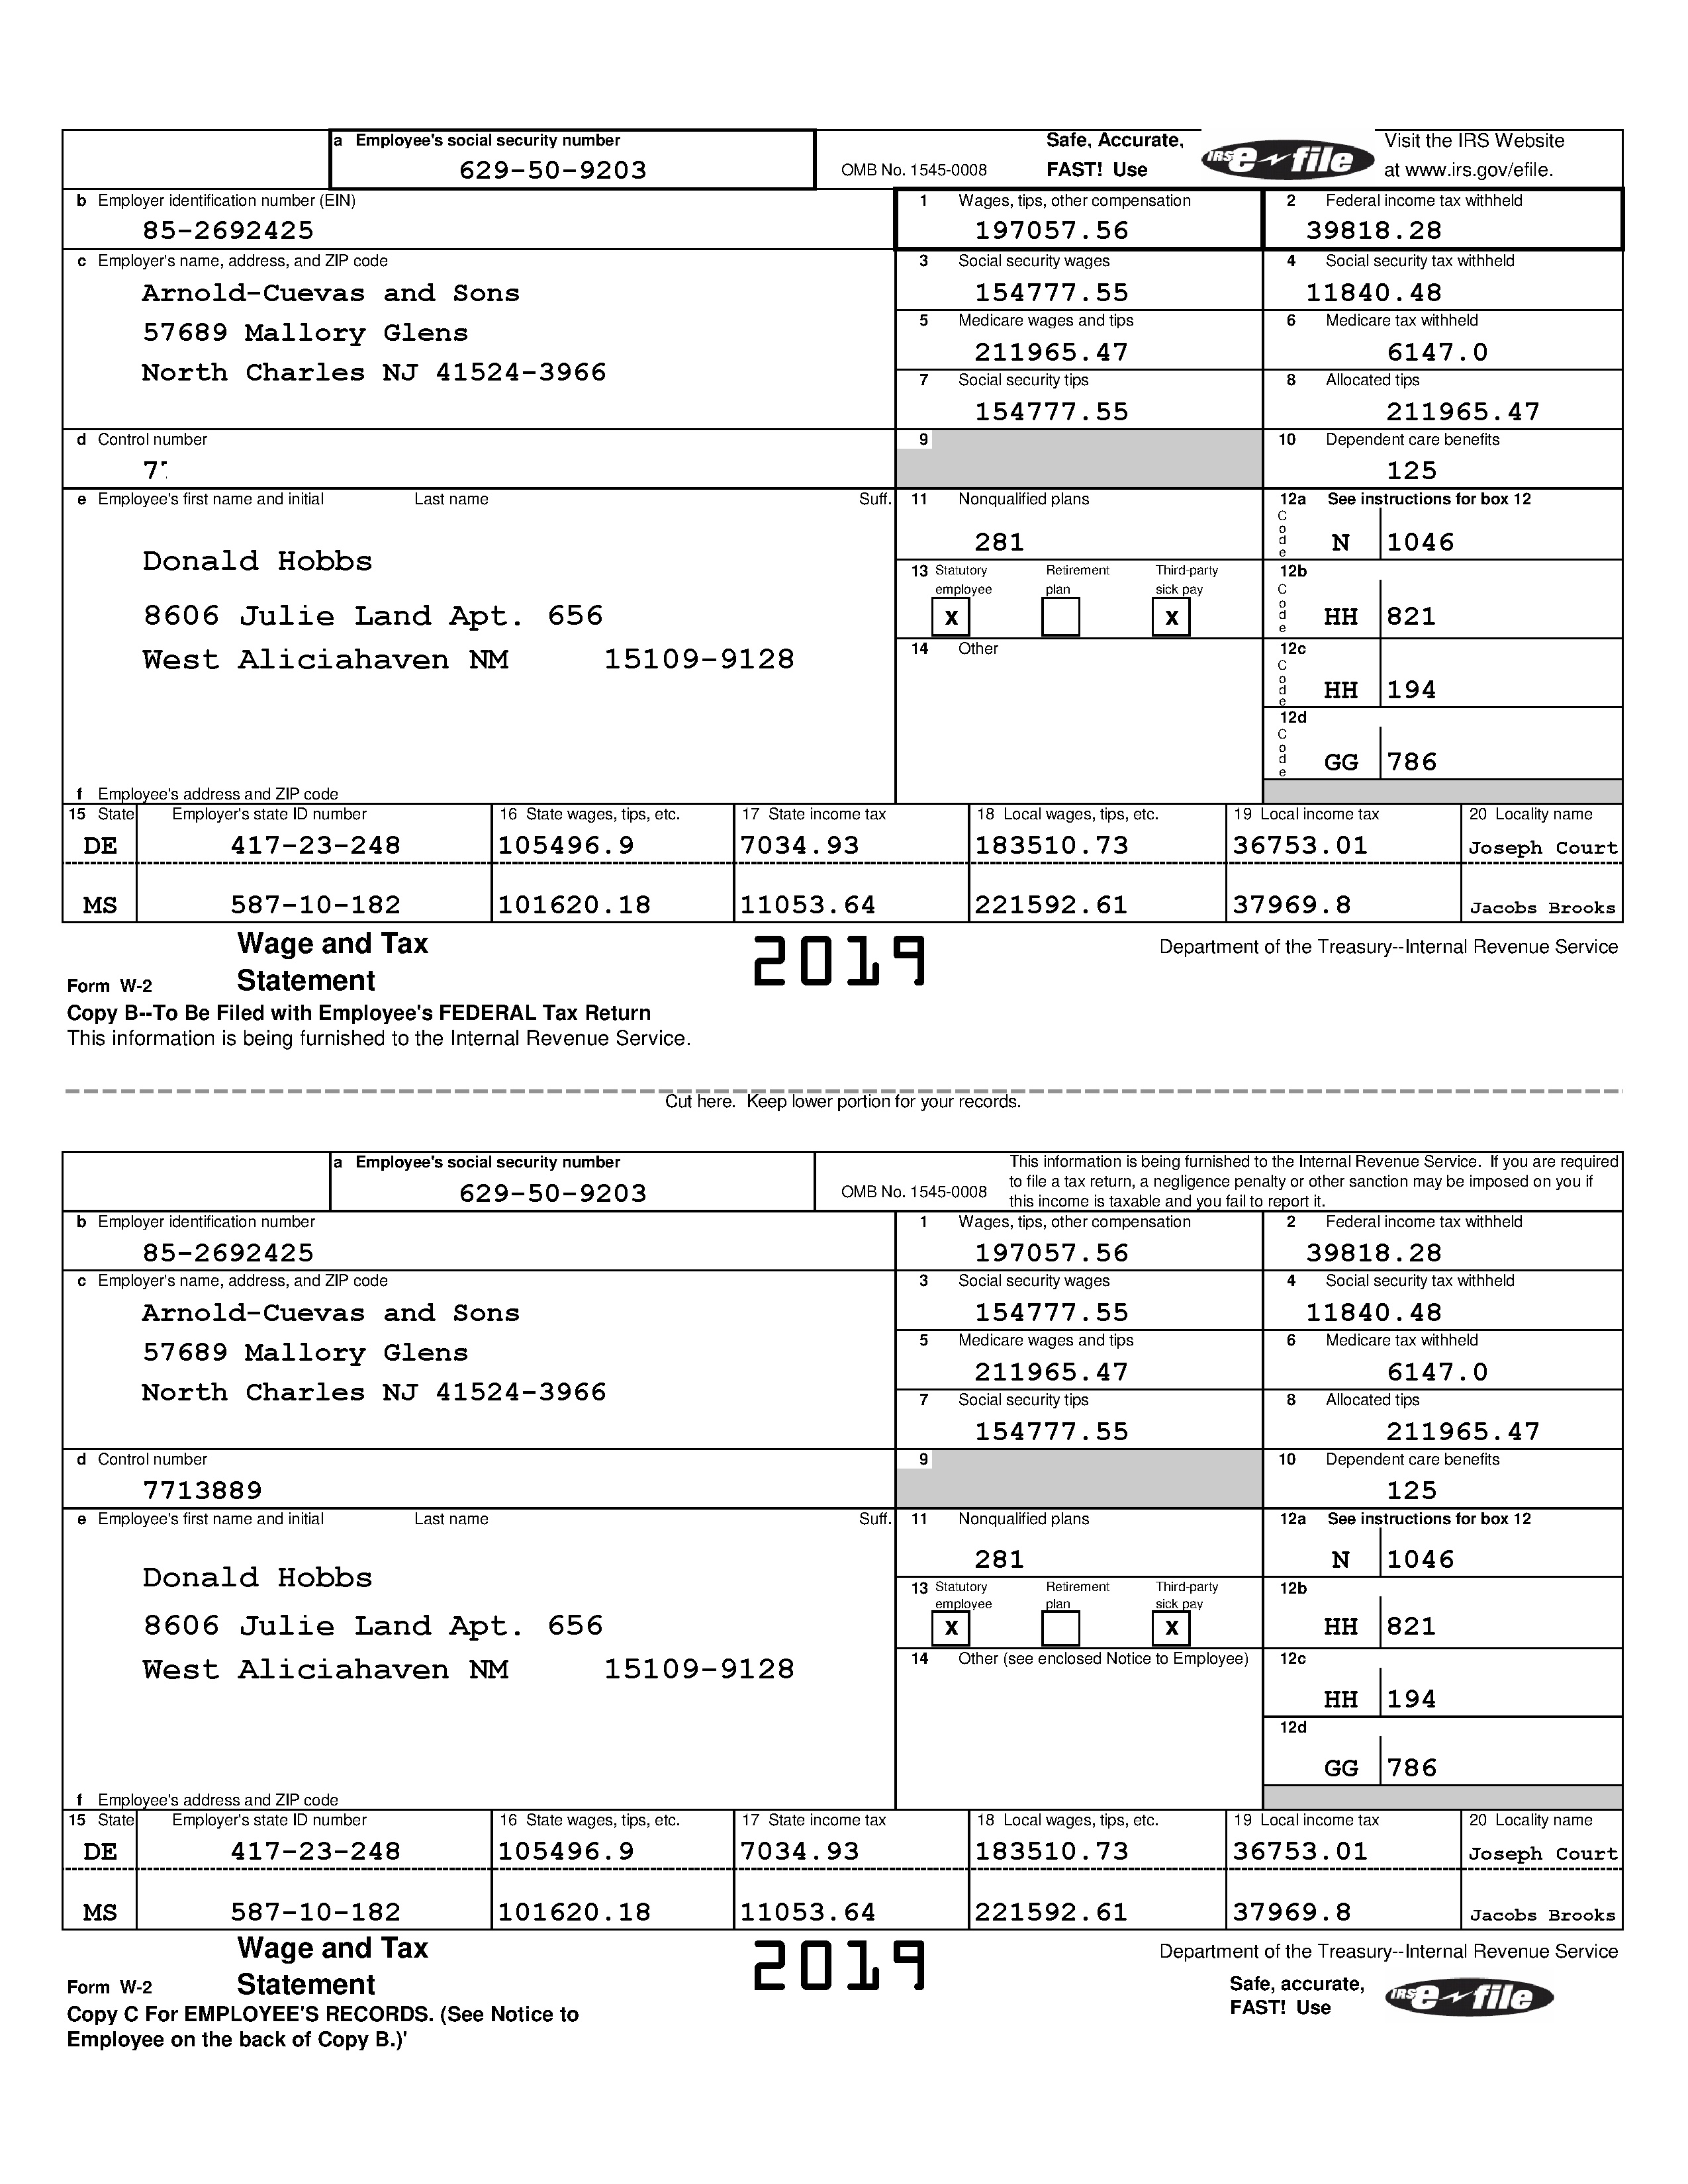 a Employee's social security number
629-50-9203
OMB No. 1545-0008
Safe, Accurate,
FAST! Use
IRS e file
Visit the IRS Website
at www.irs.gov/efile.
b Employer identification number (EIN)
85-2692425
1 Wages, tips, other compensation
197057.56
2 Federal income tax withheld
39818.28
c Employer's name, address, and ZIP code
Arnold-Cuevas and Sons
57689 Mallory Glens
North Charles NJ 41524-3966
3 Social security wages
154777.55
4 Social security tax withheld
11840.48
5 Medicare wages and tips
211965.47
6 Medicare tax withheld
6147.0
7 Social security tips
154777.55
8 Allocated tips
211965.47
d Control number
9
10 Dependent care benefits
125
e Employee's first name and initial Last name Suff.
Donald Hobbs
8606 Julie Land Apt. 656
West Aliciahaven NM 15109-9128
f Employee's address and ZIP code
11 Nonqualified plans
281
12a See instructions for box 12
Code N 1046
13 Statutory employee Retirement plan Third-party sick pay
X X
12b
Code HH 821
14 Other
12c
Code HH 194
12d
Code GG 786
15 State Employer's state ID number 16 State wages, tips, etc. 17 State income tax 18 Local wages, tips, etc. 19 Local income tax 20 Locality name
DE 417-23-248 105496.9 7034.93 183510.73 36753.01 Joseph Court
MS 587-10-182 101620.18 11053.64 221592.61 37969.8 Jacobs Brooks
Wage and Tax
Statement
Form W-2
2019
Department of the Treasury--Internal Revenue Service
Copy B--To Be Filed with Employee's FEDERAL Tax Return
This information is being furnished to the Internal Revenue Service.
Cut here. Keep lower portion for your records.
a Employee's social security number
629-50-9203
OMB No. 1545-0008
This information is being furnished to the Internal Revenue Service. If you are required
to file a tax return, a negligence penalty or other sanction may be imposed on you if
this income is taxable and you fail to report it.
b Employer identification number
85-2692425
1 Wages, tips, other compensation
197057.56
2 Federal income tax withheld
39818.28
c Employer's name, address, and ZIP code
Arnold-Cuevas and Sons
57689 Mallory Glens
North Charles NJ 41524-3966
3 Social security wages
154777.55
4 Social security tax withheld
11840.48
5 Medicare wages and tips
211965.47
6 Medicare tax withheld
6147.0
7 Social security tips
154777.55
8 Allocated tips
211965.47
d Control number
7713889
9
10 Dependent care benefits
125
e Employee's first name and initial Last name Suff.
Donald Hobbs
8606 Julie Land Apt. 656
West Aliciahaven NM 15109-9128
f Employee's address and ZIP code
11 Nonqualified plans
281
12a See instructions for box 12
N 1046
13 Statutory employee Retirement plan Third-party sick pay
X X
12b
HH 821
14 Other (see enclosed Notice to Employee)
12c
HH 194
12d
GG 786
15 State Employer's state ID number 16 State wages, tips, etc. 17 State income tax 18 Local wages, tips, etc. 19 Local income tax 20 Locality name
DE 417-23-248 105496.9 7034.93 183510.73 36753.01 Joseph Court
MS 587-10-182 101620.18 11053.64 221592.61 37969.8 Jacobs Brooks
Wage and Tax
Statement
Form W-2
2019
Department of the Treasury--Internal Revenue Service
Safe, accurate,
FAST! Use
IRS e file
Copy C For EMPLOYEE'S RECORDS. (See Notice to
Employee on the back of Copy B.)'